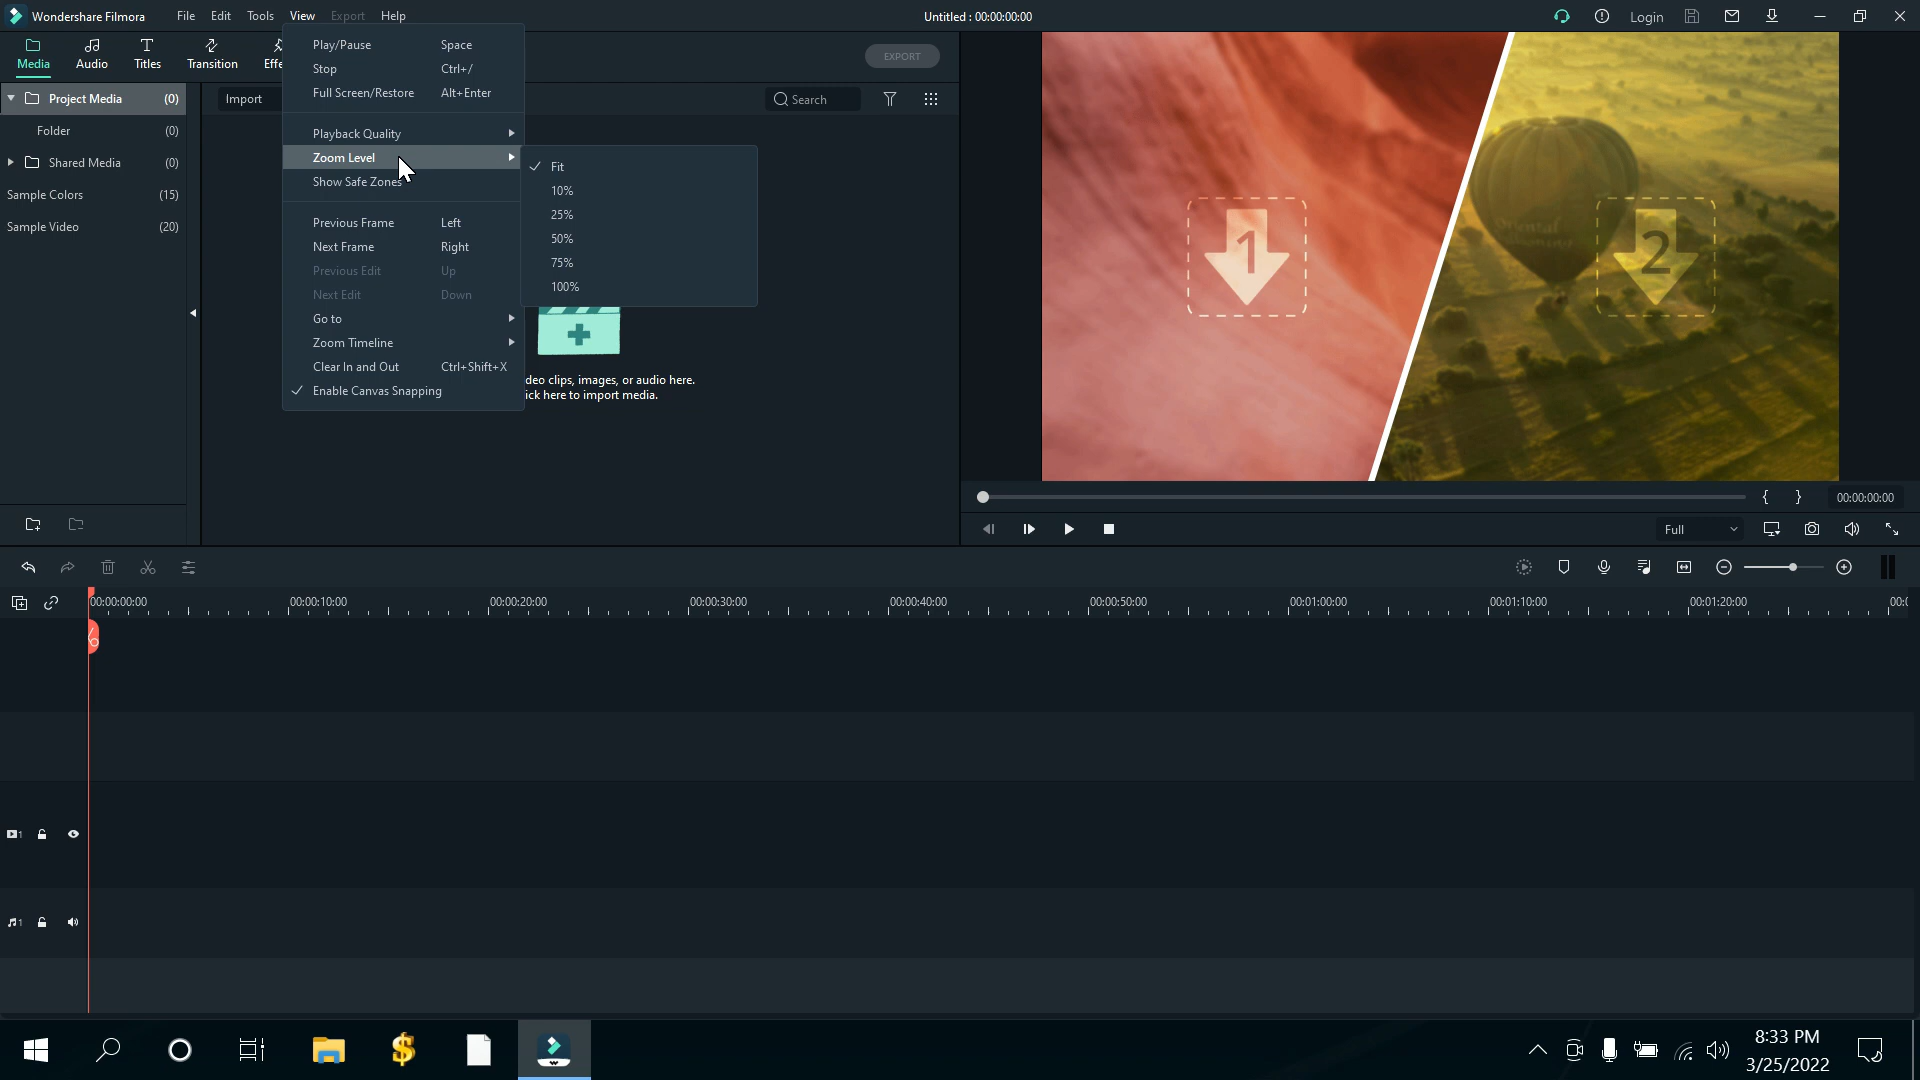 Wondershare Filmora File Edit Tools View Export Help Untitled : 00:00:00:00 Login
Media Audio Titles Transition Effe EXPORT
Play/Pause Space
Stop Ctrl+/
Full Screen/Restore Alt+Enter
Playback Quality
Zoom Level
Show Safe Zones
Previous Frame Left
Next Frame Right
Previous Edit Up
Next Edit Down
Go to
Zoom Timeline
Clear In and Out Ctrl+Shift+X
Enable Canvas Snapping
Fit
10%
25%
50%
75%
100%
Project Media (0)
Folder (0)
Shared Media (0)
Sample Colors (15)
Sample Video (20)
Import Search
deo clips, images, or audio here.
ick here to import media.
1 2
Oriental
{ } 00:00:00:00
Full
00:00:00:00 00:00:10:00 00:00:20:00 00:00:30:00 00:00:40:00 00:00:50:00 00:01:00:00 00:01:10:00 00:01:20:00 00:0
1
1
8:33 PM
3/25/2022